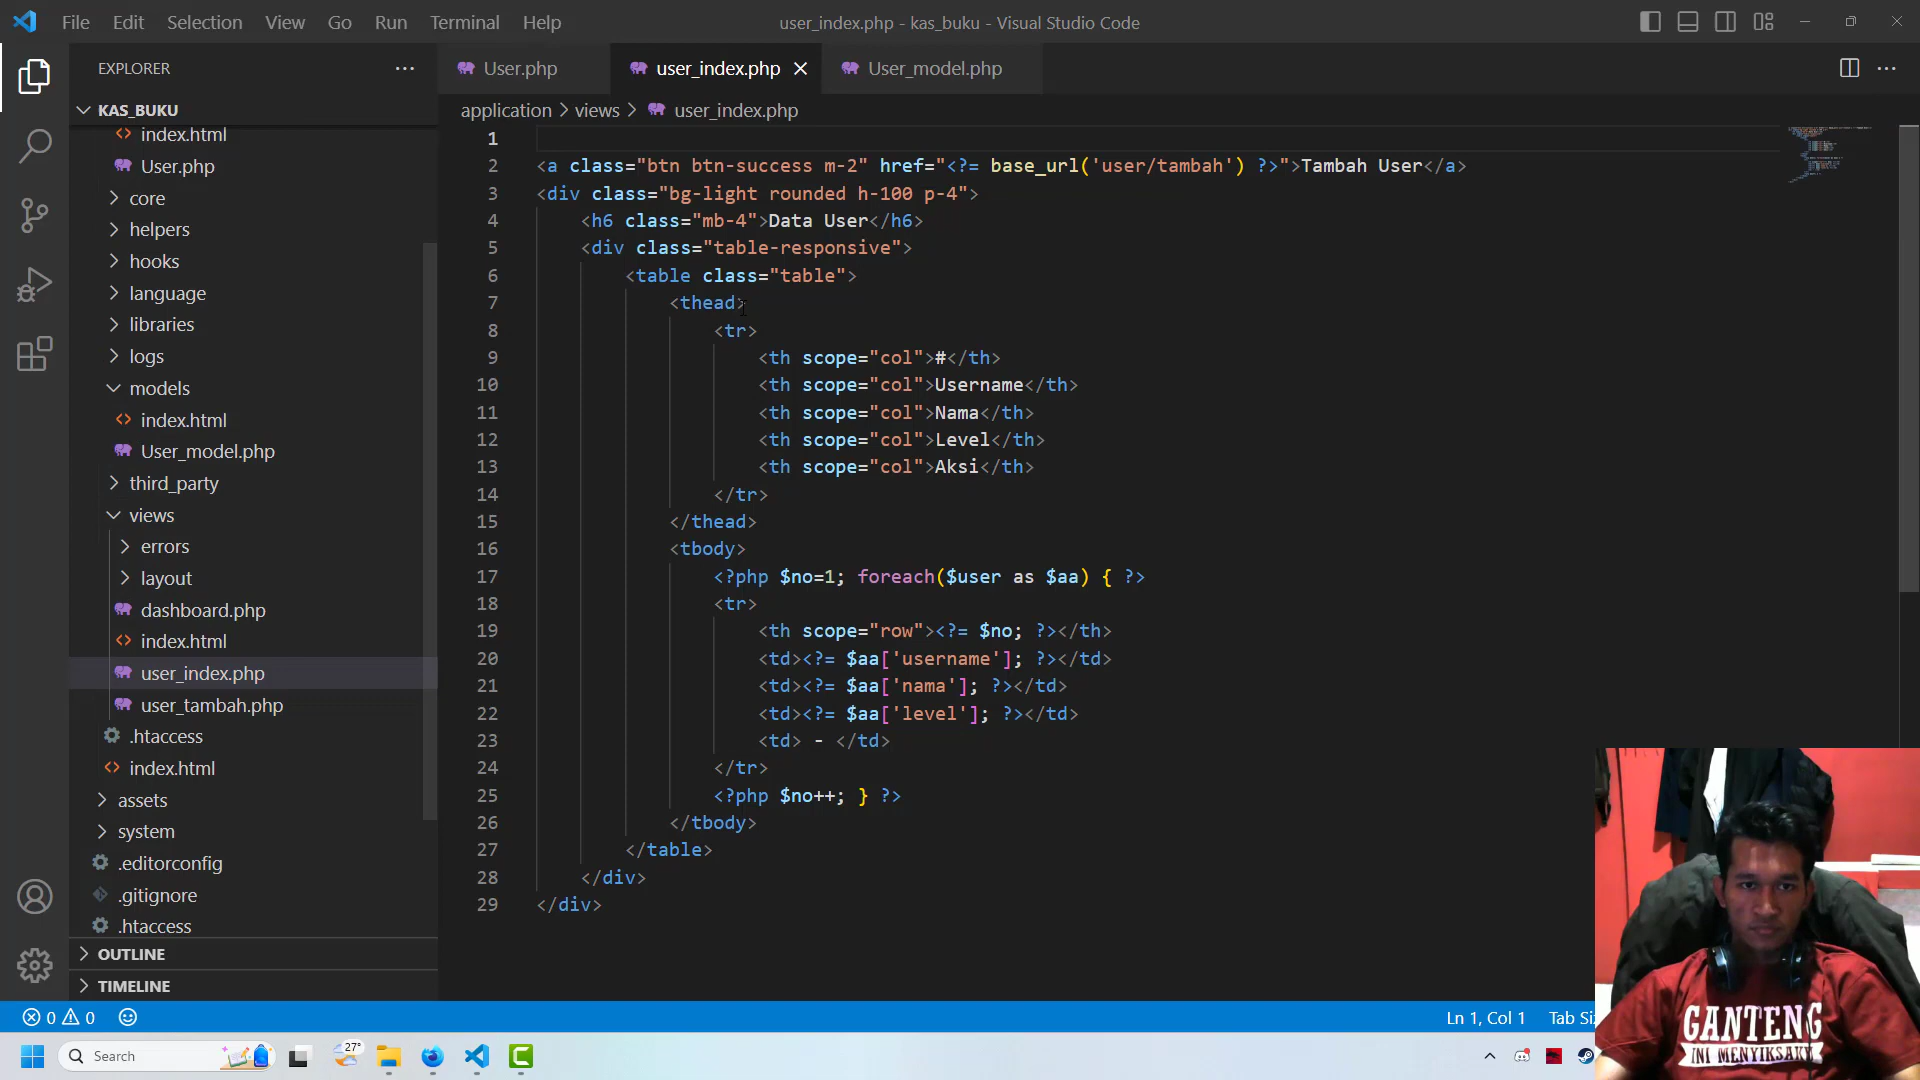 File Edit Selection View Go Run Terminal Help
user_index.php - kas_buku - Visual Studio Code
EXPLORER
KAS_BUKU
index.html
User.php
core
helpers
hooks
language
libraries
logs
models
index.html
User_model.php
third_party
views
errors
layout
dashboard.php
index.html
user_index.php
user_tambah.php
.htaccess
index.html
assets
system
.editorconfig
.gitignore
.htaccess
OUTLINE
TIMELINE
User.php user_index.php User_model.php
application > views > user_index.php
1
2 <a class="btn btn-success m-2" href="<?= base_url('user/tambah') ?>">Tambah User</a>
3 <div class="bg-light rounded h-100 p-4">
4 <h6 class="mb-4">Data User</h6>
5 <div class="table-responsive">
6 <table class="table">
7 <thead>
8 <tr>
9 <th scope="col">#</th>
10 <th scope="col">Username</th>
11 <th scope="col">Nama</th>
12 <th scope="col">Level</th>
13 <th scope="col">Aksi</th>
14 </tr>
15 </thead>
16 <tbody>
17 <?php $no=1; foreach($user as $aa) { ?>
18 <tr>
19 <th scope="row"><?= $no; ?></th>
20 <td><?= $aa['username']; ?></td>
21 <td><?= $aa['nama']; ?></td>
22 <td><?= $aa['level']; ?></td>
23 <td> - </td>
24 </tr>
25 <?php $no++; } ?>
26 </tbody>
27 </table>
28 </div>
29 </div>
0 0
Ln 1, Col 1 Tab Si
Search
27°
GANTENG
INI MENYIKSAKU